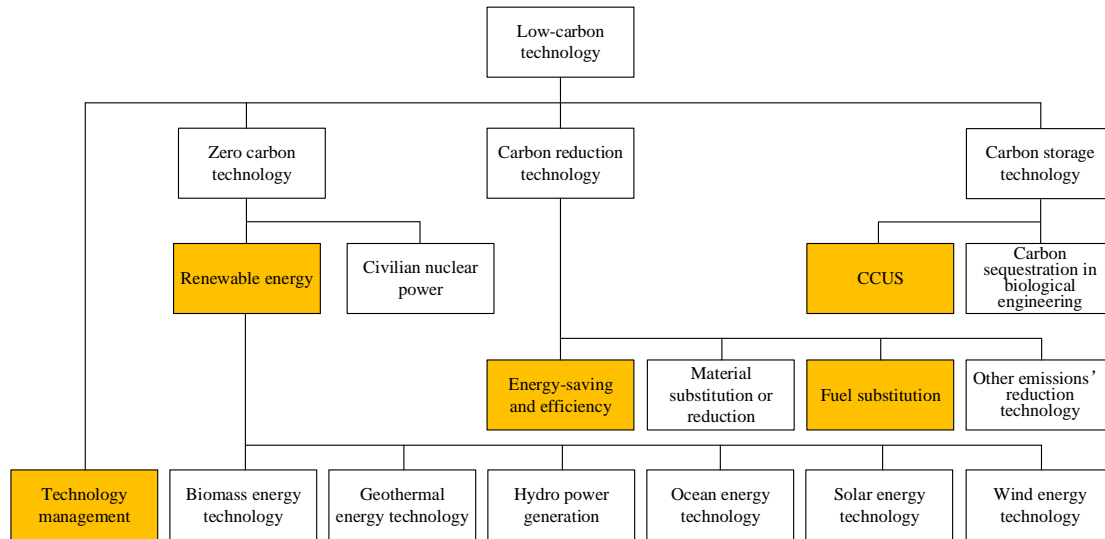 Low-carbon
technology
Zero carbon
technology
Carbon reduction
technology
Carbon storage
technology
Renewable energy
Civilian nuclear
power
CCUS
Carbon
sequestration in
biological
engineering
Energy-saving
and efficiency
Material
substitution or
reduction
Fuel substitution
Other emissions’
reduction
technology
Technology
management
Biomass energy
technology
Geothermal
energy technology
Hydro power
generation
Ocean energy
technology
Solar energy
technology
Wind energy
technology